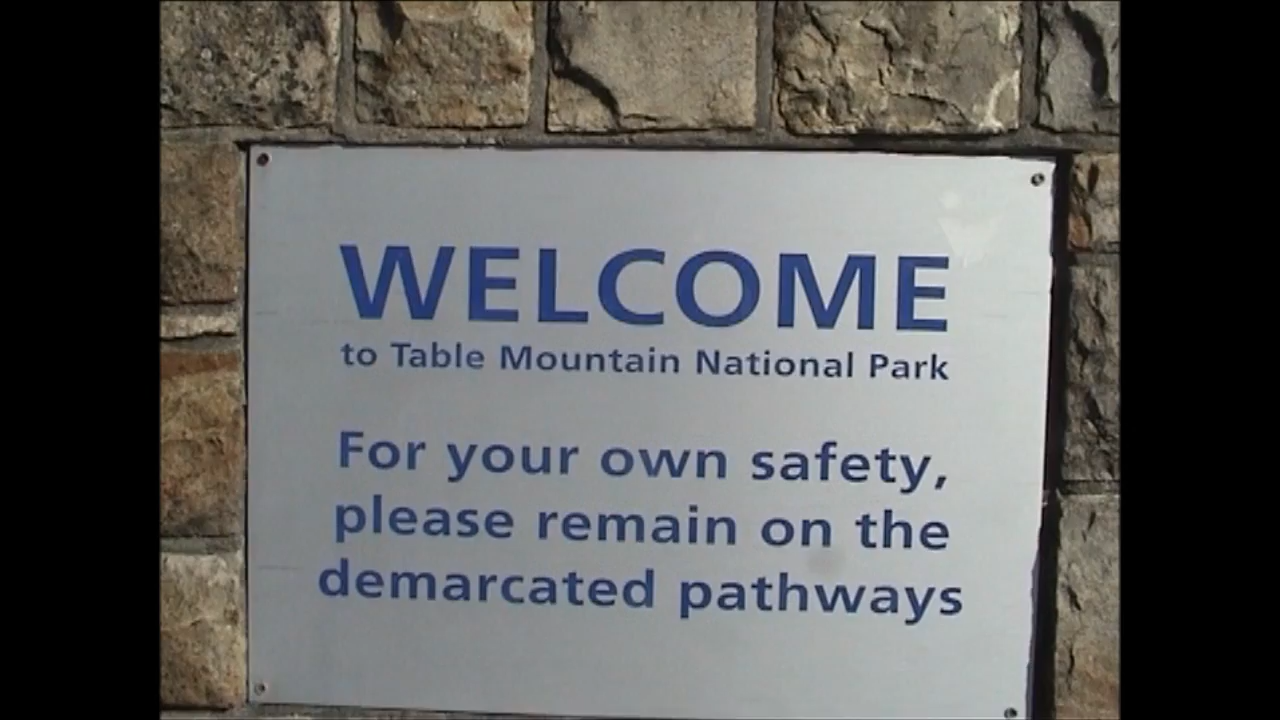 WELCOME
to Table Mountain National Park
For your own safety,
please remain on the
demarcated pathways